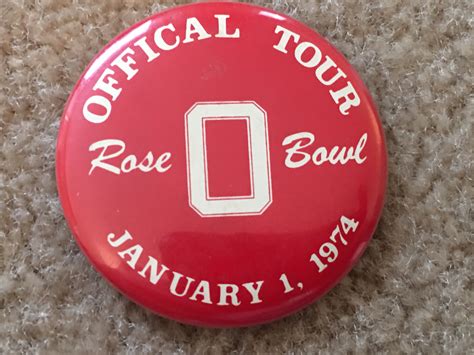 OFFICAL TOUR
Rose O Bowl
JANUARY 1, 1974